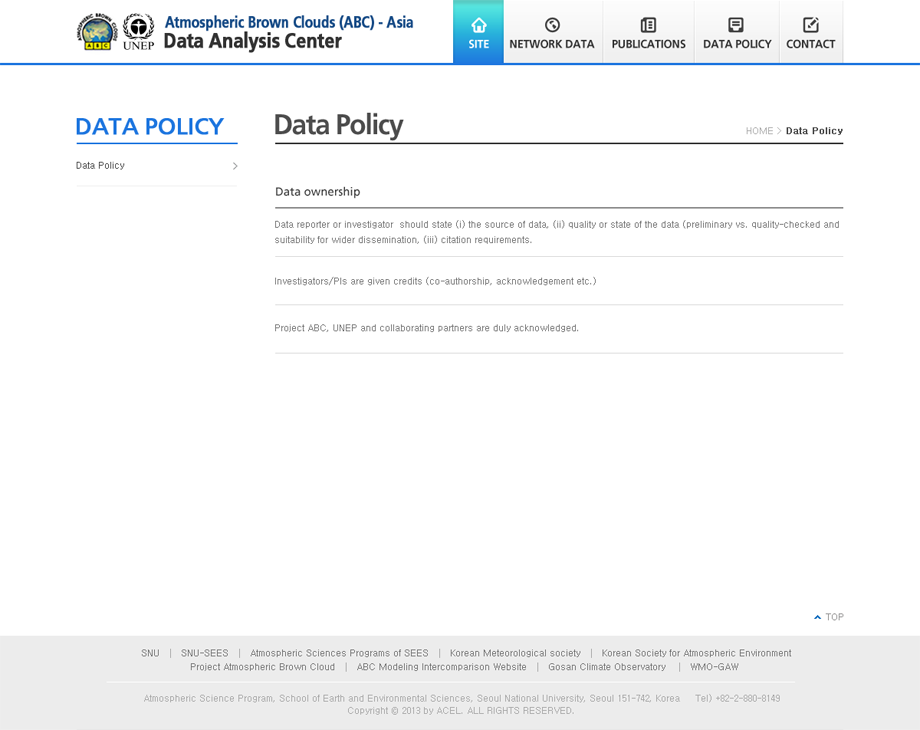 ATMOSPHERIC BROWN CLOUDS
ABC
UNEP
Atmospheric Brown Clouds (ABC) - Asia
Data Analysis Center
SITE
NETWORK DATA
PUBLICATIONS
DATA POLICY
CONTACT
DATA POLICY
Data Policy
Data Policy
HOME > Data Policy
Data ownership
Data reporter or investigator should state (i) the source of data, (ii) quality or state of the data (preliminary vs. quality-checked and
suitability for wider dissemination, (iii) citation requirements.
Investigators/PIs are given credits (co-authorship, acknowledgement etc.)
Project ABC, UNEP and collaborating partners are duly acknowledged.
TOP
SNU | SNU-SEES | Atmospheric Sciences Programs of SEES | Korean Meteorological society | Korean Society for Atmospheric Environment
Project Atmospheric Brown Cloud | ABC Modeling Intercomparison Website | Gosan Climate Observatory | WMO-GAW
Atmospheric Science Program, School of Earth and Environmental Sciences, Seoul National University, Seoul 151-742, Korea Tel) +82-2-880-8149
Copyright © 2013 by ACEL. ALL RIGHTS RESERVED.